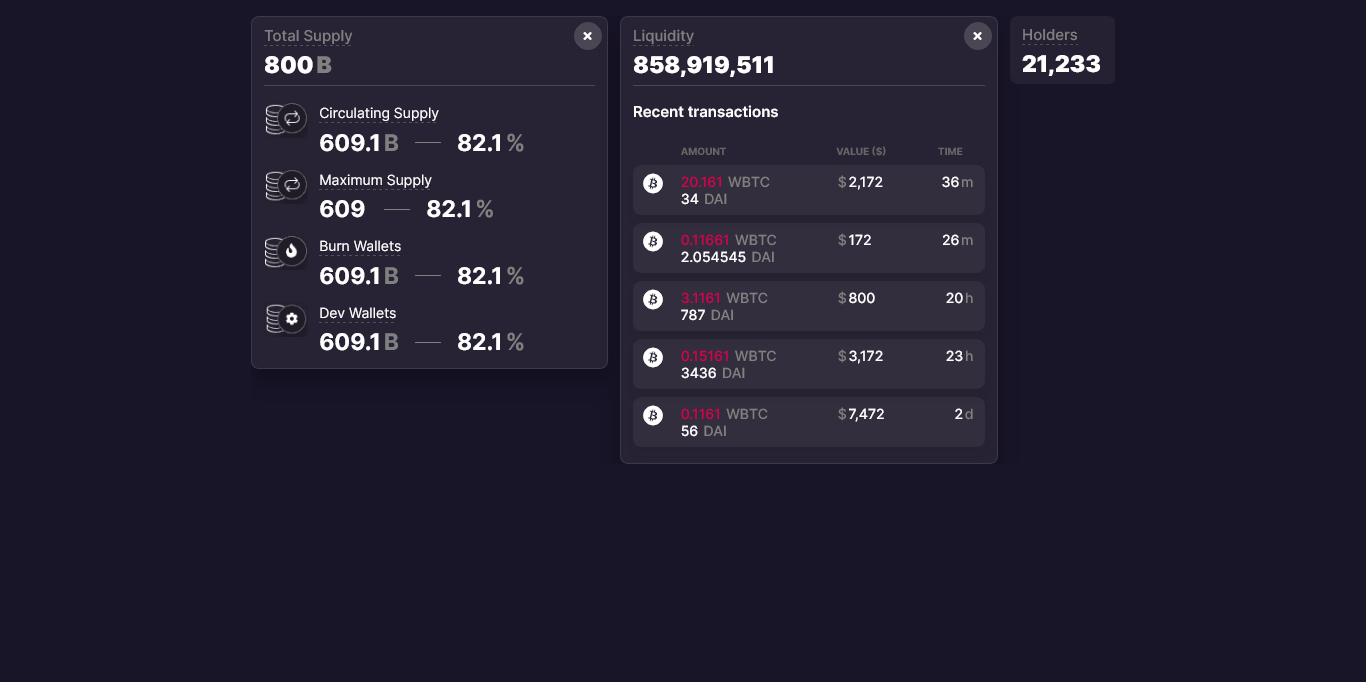 Total Supply
800 B
Circulating Supply
609.1 B — 82.1 %
Maximum Supply
609 — 82.1 %
Burn Wallets
609.1 B — 82.1 %
Dev Wallets
609.1 B — 82.1 %
Liquidity
858,919,511
Recent transactions
AMOUNT VALUE ($) TIME
20.161 WBTC $ 2,172 36 m
34 DAI
0.11661 WBTC $ 172 26 m
2.054545 DAI
3.1161 WBTC $ 800 20 h
787 DAI
0.15161 WBTC $ 3,172 23 h
3436 DAI
0.1161 WBTC $ 7,472 2 d
56 DAI
Holders
21,233